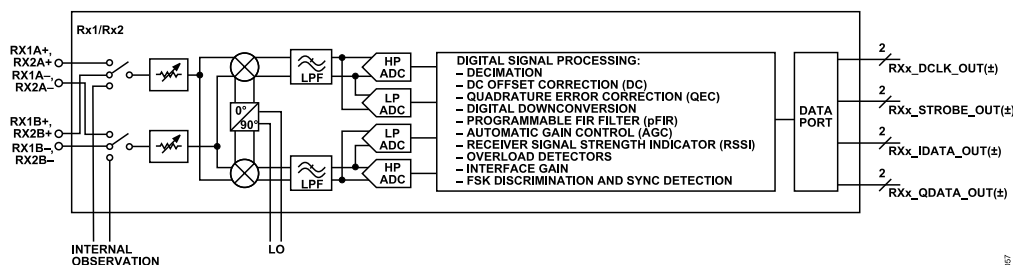 Rx1/Rx2
RX1A+,
RX2A+
RX1A–,
RX2A–
RX1B+,
RX2B+
RX1B–,
RX2B–
INTERNAL
OBSERVATION
LO
0°
90°
LPF
LPF
HP
ADC
LP
ADC
LP
ADC
HP
ADC
DIGITAL SIGNAL PROCESSING:
– DECIMATION
– DC OFFSET CORRECTION (DC)
– QUADRATURE ERROR CORRECTION (QEC)
– DIGITAL DOWNCONVERSION
– PROGRAMMABLE FIR FILTER (pFIR)
– AUTOMATIC GAIN CONTROL (AGC)
– RECEIVER SIGNAL STRENGTH INDICATOR (RSSI)
– OVERLOAD DETECTORS
– INTERFACE GAIN
– FSK DISCRIMINATION AND SYNC DETECTION
DATA
PORT
2
RXx_DCLK_OUT(±)
2
RXx_STROBE_OUT(±)
2
RXx_IDATA_OUT(±)
2
RXx_QDATA_OUT(±)
057